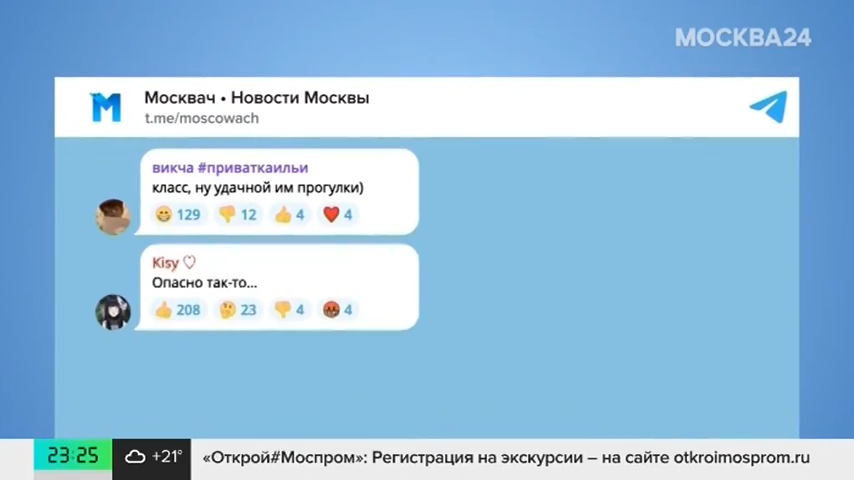 МОСКВА24
Москвач • Новости Москвы
t.me/moscowach
викча #приваткаильи
класс, ну удачной им прогулки)
129 12 4 4
Kisy ♡
Опасно так-то...
208 23 4 4
23:25 +21° «Открой#Моспром»: Регистрация на экскурсии – на сайте otkroimosprom.ru